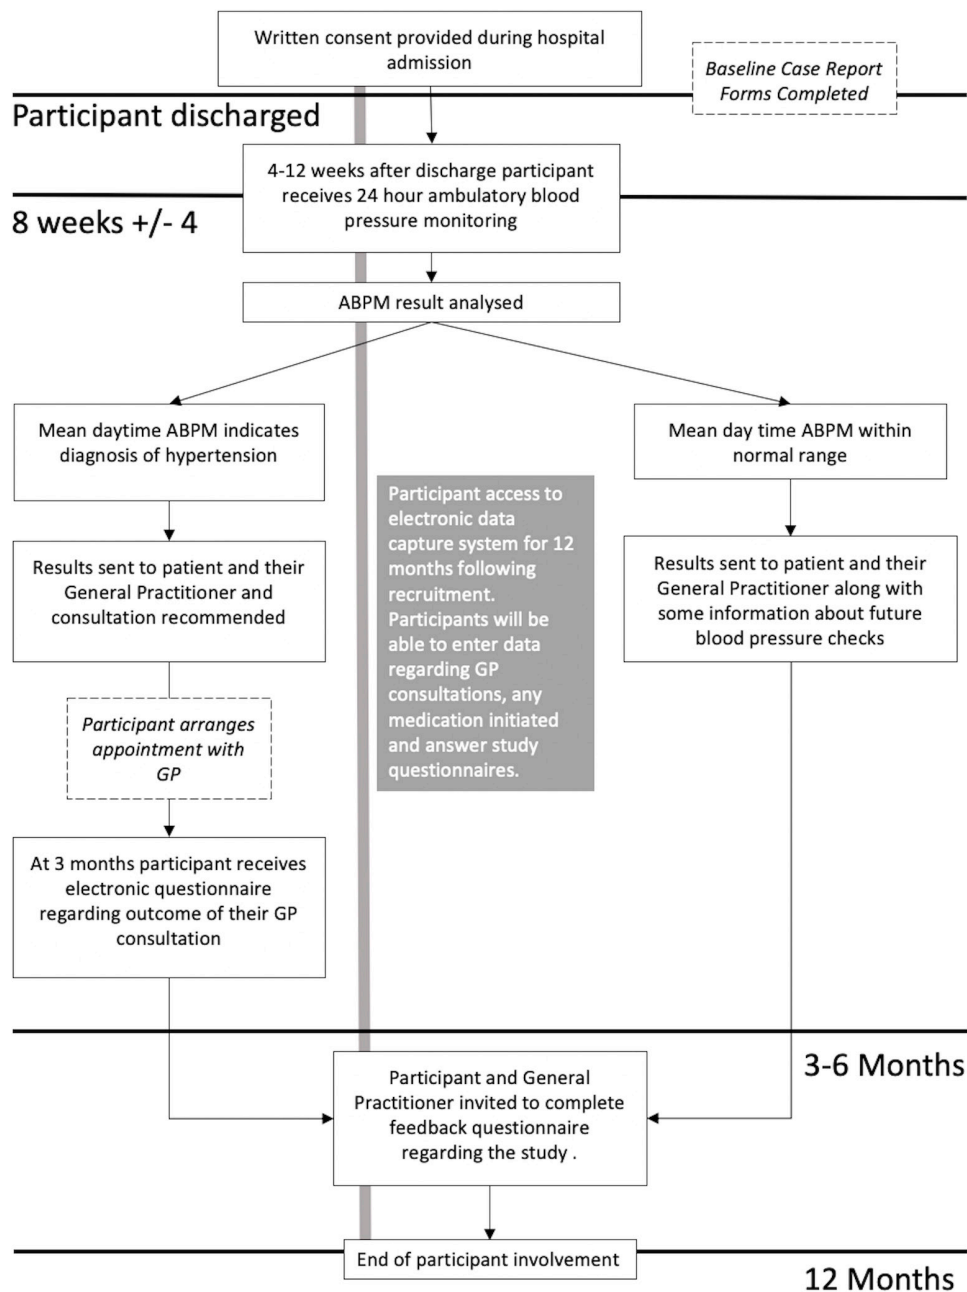 Written consent provided during hospital
admission
Baseline Case Report
Forms Completed
Participant discharged
4-12 weeks after discharge participant
receives 24 hour ambulatory blood
pressure monitoring
8 weeks +/- 4
ABPM result analysed
Mean daytime ABPM indicates
diagnosis of hypertension
Mean day time ABPM within
normal range
Participant access to
electronic data
capture system for 12
months following
recruitment.
Participants will be
able to enter data
regarding GP
consultations, any
medication initiated
and answer study
questionnaires.
Results sent to patient and their
General Practitioner and
consultation recommended
Results sent to patient and their
General Practitioner along with
some information about future
blood pressure checks
Participant arranges
appointment with
GP
At 3 months participant receives
electronic questionnaire
regarding outcome of their GP
consultation
3-6 Months
Participant and General
Practitioner invited to complete
feedback questionnaire
regarding the study .
End of participant involvement
12 Months